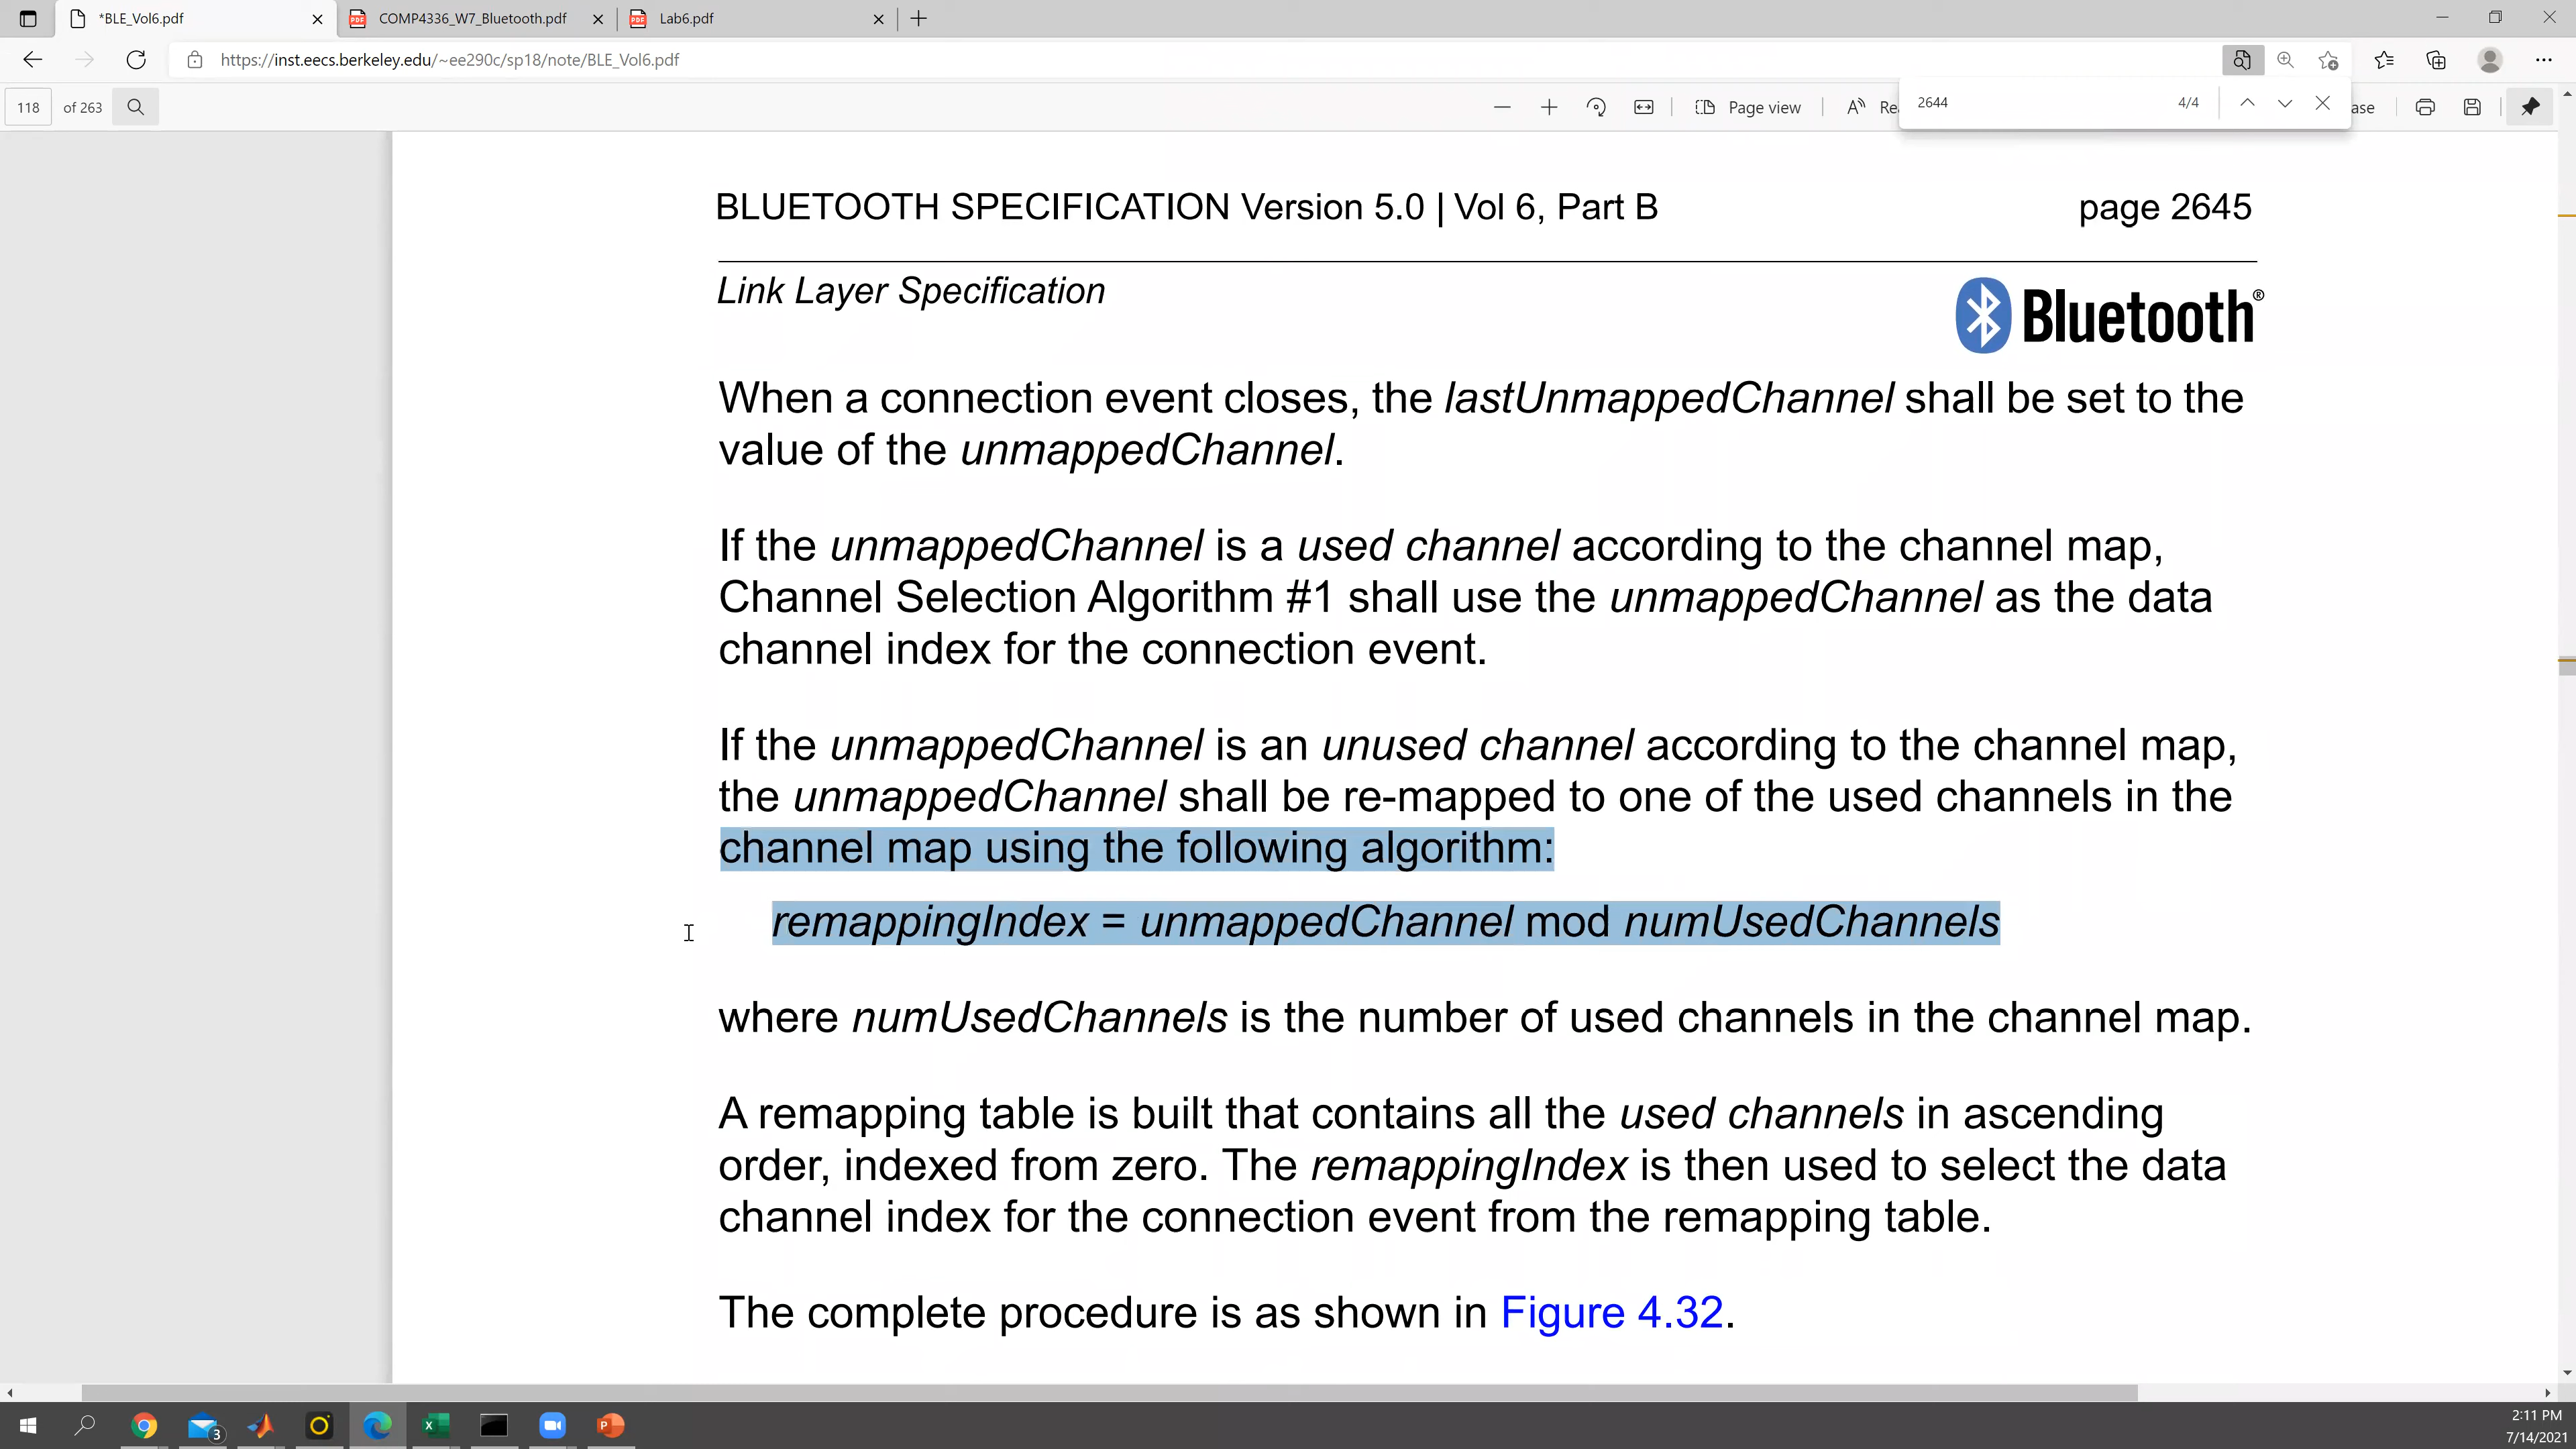 *BLE_Vol6.pdf
COMP4336_W7_Bluetooth.pdf
Lab6.pdf
https://inst.eecs.berkeley.edu/~ee290c/sp18/note/BLE_Vol6.pdf
118 of 263
Page view
Re
2644
4/4
ase
BLUETOOTH SPECIFICATION Version 5.0 | Vol 6, Part B page 2645
Link Layer Specification
Bluetooth®
When a connection event closes, the lastUnmappedChannel shall be set to the
value of the unmappedChannel.
If the unmappedChannel is a used channel according to the channel map,
Channel Selection Algorithm #1 shall use the unmappedChannel as the data
channel index for the connection event.
If the unmappedChannel is an unused channel according to the channel map,
the unmappedChannel shall be re-mapped to one of the used channels in the
channel map using the following algorithm:
remappingIndex = unmappedChannel mod numUsedChannels
where numUsedChannels is the number of used channels in the channel map.
A remapping table is built that contains all the used channels in ascending
order, indexed from zero. The remappingIndex is then used to select the data
channel index for the connection event from the remapping table.
The complete procedure is as shown in Figure 4.32.
3
2:11 PM
7/14/2021